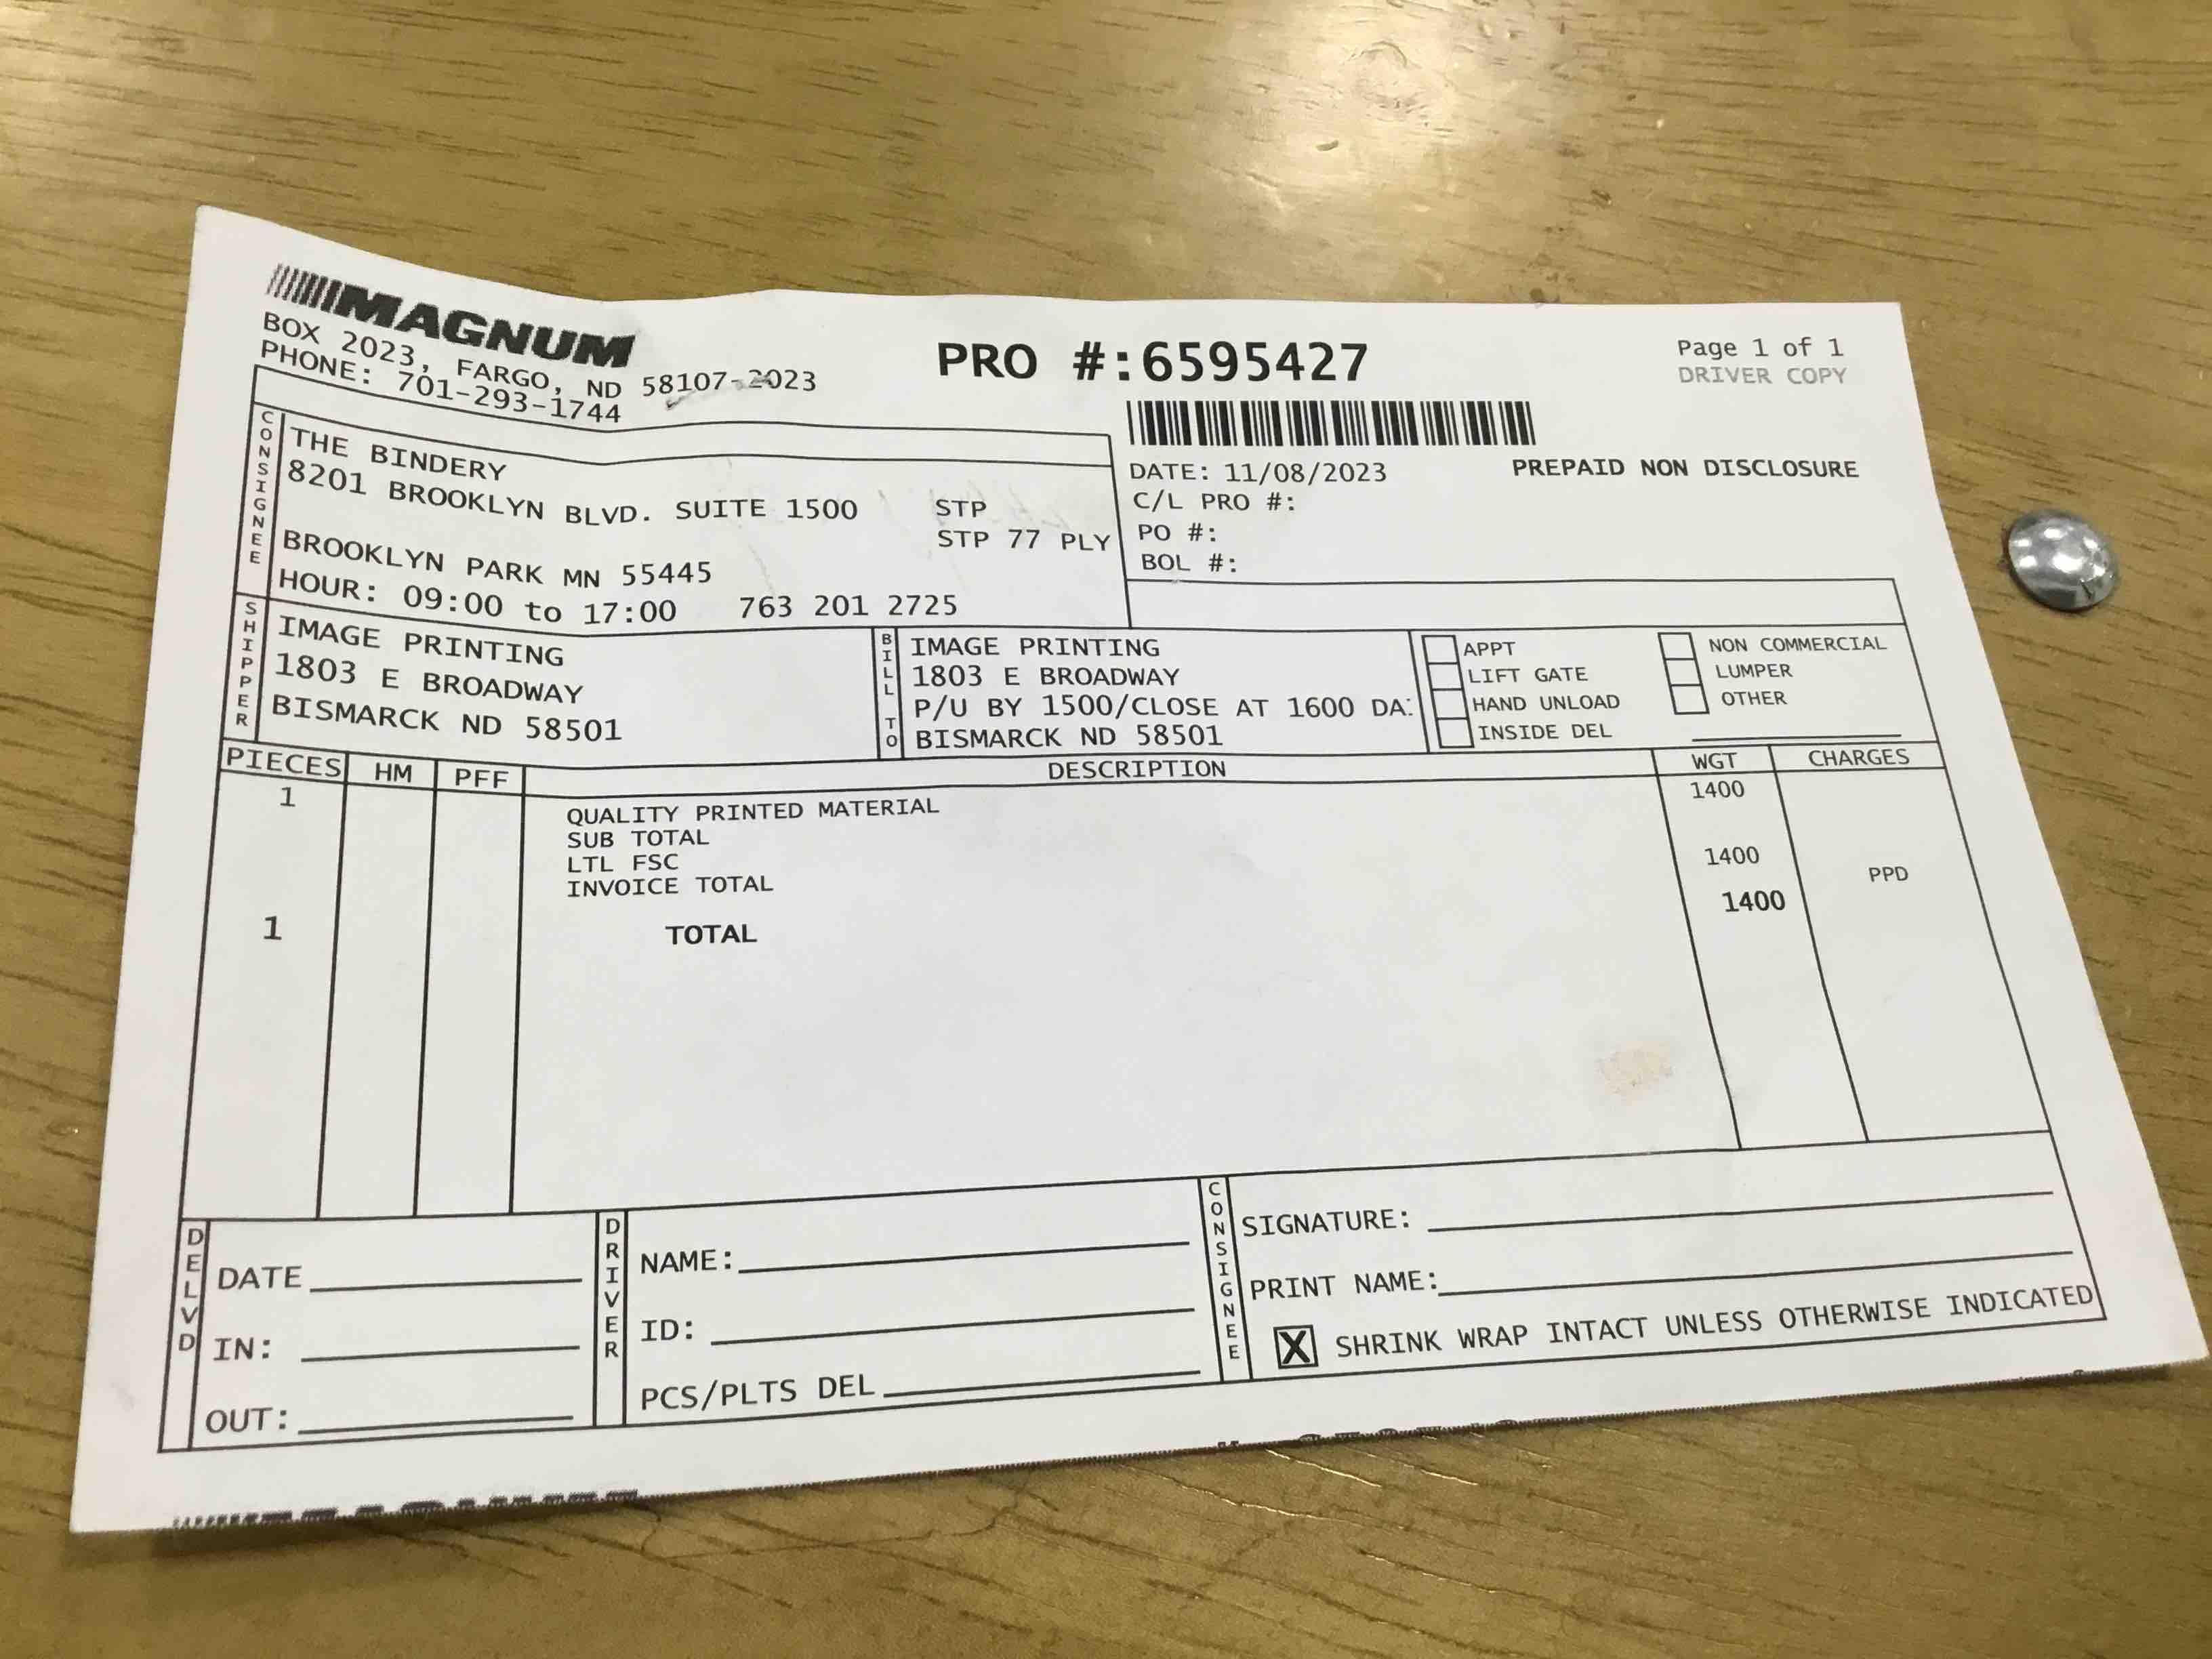 MAGNUM
BOX 2023, FARGO, ND 58107-2023
PHONE: 701-293-1744
PRO #:6595427
Page 1 of 1
DRIVER COPY
DATE: 11/08/2023
PREPAID NON DISCLOSURE
C/L PRO #:
PO #:
BOL #:
CONSIGNEE
THE BINDERY
8201 BROOKLYN BLVD. SUITE 1500 STP
STP 77 PLY
BROOKLYN PARK MN 55445
HOUR: 09:00 to 17:00 763 201 2725
SHIPPER
IMAGE PRINTING
1803 E BROADWAY
BISMARCK ND 58501
BILL TO
IMAGE PRINTING
1803 E BROADWAY
P/U BY 1500/CLOSE AT 1600
BISMARCK ND 58501
APPT
LIFT GATE
HAND UNLOAD
INSIDE DEL
NON COMMERCIAL
LUMPER
OTHER
PIECES HM PFF DESCRIPTION WGT CHARGES
1 QUALITY PRINTED MATERIAL 1400
SUB TOTAL
LTL FSC 1400
INVOICE TOTAL PPD
1 TOTAL 1400
DELVD
DATE
IN:
OUT:
DRIVER
NAME:
ID:
PCS/PLTS DEL
CONSIGNEE
SIGNATURE:
PRINT NAME:
X SHRINK WRAP INTACT UNLESS OTHERWISE INDICATED